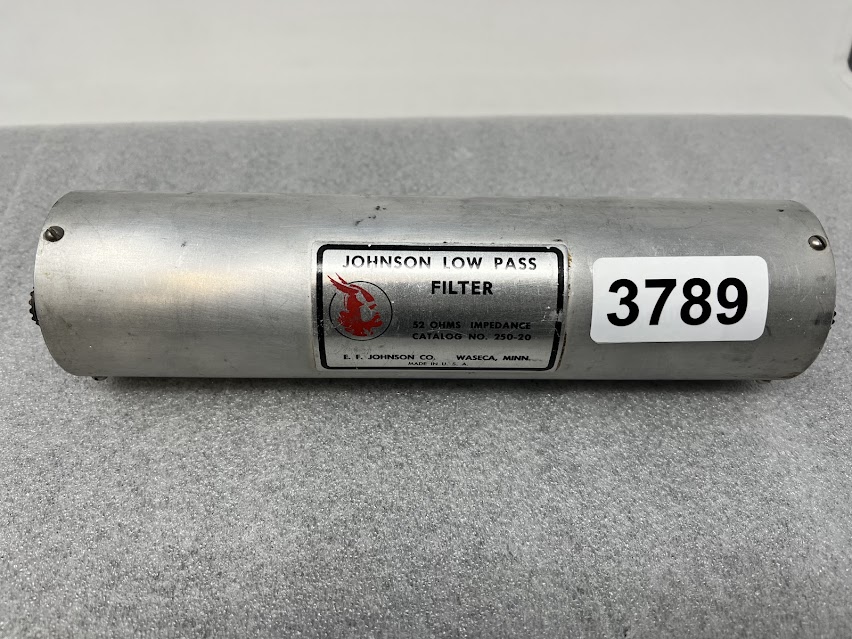 JOHNSON LOW PASS
FILTER
52 OHMS IMPEDANCE
CATALOG NO. 250-20
E. F. JOHNSON CO. WASECA, MINN.
MADE IN U. S. A.
3789